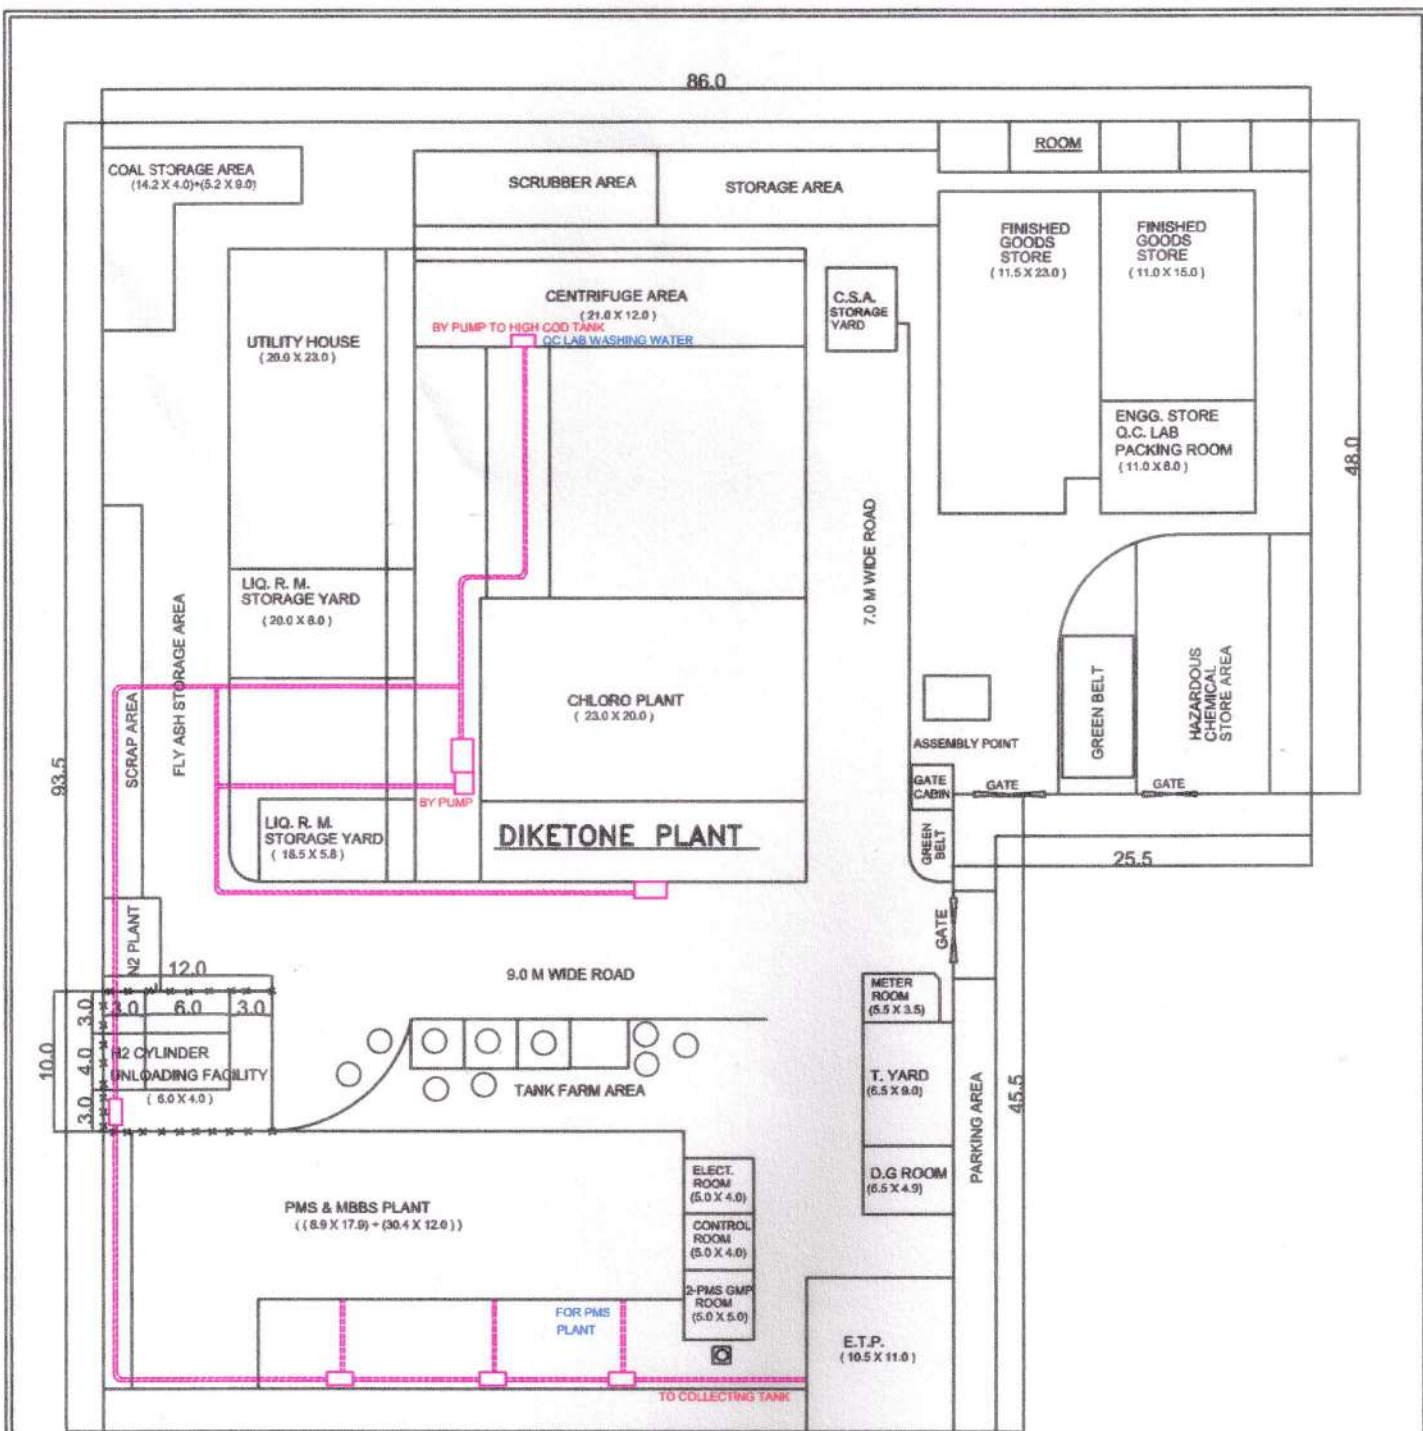 86.0
ROOM
COAL STORAGE AREA
(14.2 X 4.0)+(5.2 X 9.0)
SCRUBBER AREA
STORAGE AREA
FINISHED
GOODS
STORE
( 11.5 X 23.0 )
FINISHED
GOODS
STORE
( 11.0 X 15.0 )
CENTRIFUGE AREA
( 21.0 X 12.0 )
C.S.A.
STORAGE
YARD
BY PUMP TO HIGH COD TANK
QC LAB WASHING WATER
UTILITY HOUSE
( 20.0 X 23.0 )
ENGG. STORE
Q.C. LAB
PACKING ROOM
( 11.0 X 8.0 )
48.0
7.0 M WIDE ROAD
LIQ. R. M.
STORAGE YARD
( 20.0 X 8.0 )
FLY ASH STORAGE AREA
SCRAP AREA
93.5
CHLORO PLANT
( 23.0 X 20.0 )
GREEN BELT
HAZARDOUS
CHEMICAL
STORE AREA
ASSEMBLY POINT
GATE
CABIN
GATE
GATE
BY PUMP
LIQ. R. M.
STORAGE YARD
( 18.5 X 5.8 )
DIKETONE PLANT
GREEN
BELT
25.5
N2 PLANT
GATE
12.0
9.0 M WIDE ROAD
METER
ROOM
(5.5 X 3.5)
3.0
3.0
6.0
3.0
10.0
4.0
H2 CYLINDER
UNLOADING FACILITY
( 6.0 X 4.0 )
3.0
TANK FARM AREA
T. YARD
(6.5 X 9.0)
PARKING AREA
45.5
D.G ROOM
(6.5 X 4.9)
ELECT.
ROOM
(5.0 X 4.0)
PMS & MBBS PLANT
( ( 8.9 X 17.9) + (30.4 X 12.0 ) )
CONTROL
ROOM
(5.0 X 4.0)
2-PMS GMP
ROOM
(5.0 X 5.0)
FOR PMS
PLANT
E.T.P.
( 10.5 X 11.0 )
TO COLLECTING TANK